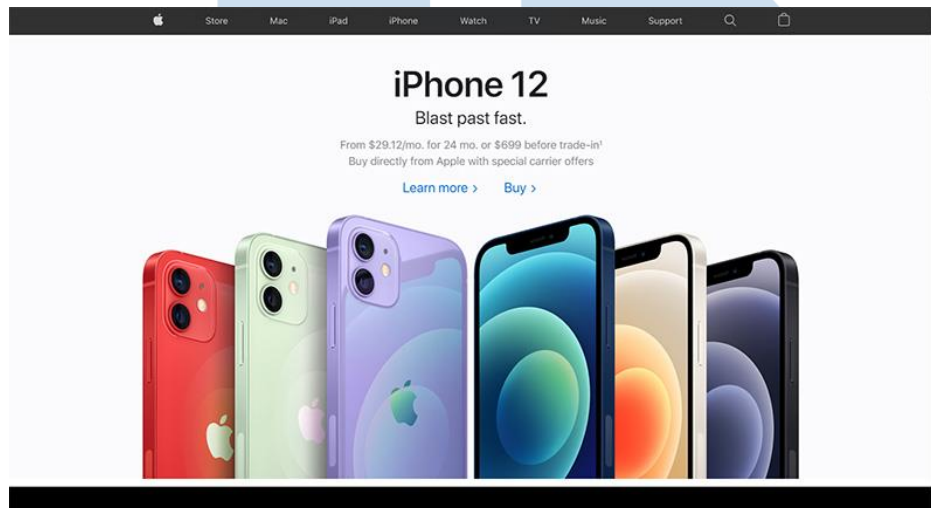 Store Mac iPad iPhone Watch TV Music Support
iPhone 12
Blast past fast.
From $29.12/mo. for 24 mo. or $699 before trade-in¹
Buy directly from Apple with special carrier offers
Learn more > Buy >